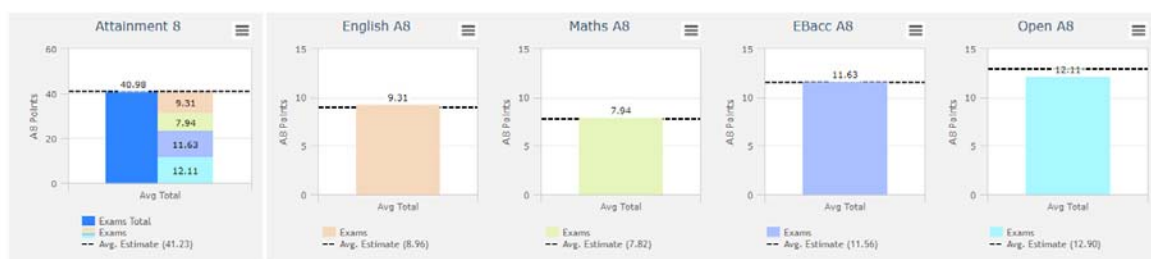 Attainment 8
60
40
20
0
A8 Points
40.98
9.31
7.94
11.63
12.11
Avg Total
Exams Total
Exams
Avg. Estimate (41.23)
English A8
15
10
5
0
A8 Points
9.31
Avg Total
Exams
Avg. Estimate (8.96)
Maths A8
15
10
5
0
A8 Points
7.94
Avg Total
Exams
Avg. Estimate (7.82)
EBacc A8
15
10
5
0
A8 Points
11.63
Avg Total
Exams
Avg. Estimate (11.56)
Open A8
15
10
5
0
A8 Points
12.11
Avg Total
Exams
Avg. Estimate (12.90)